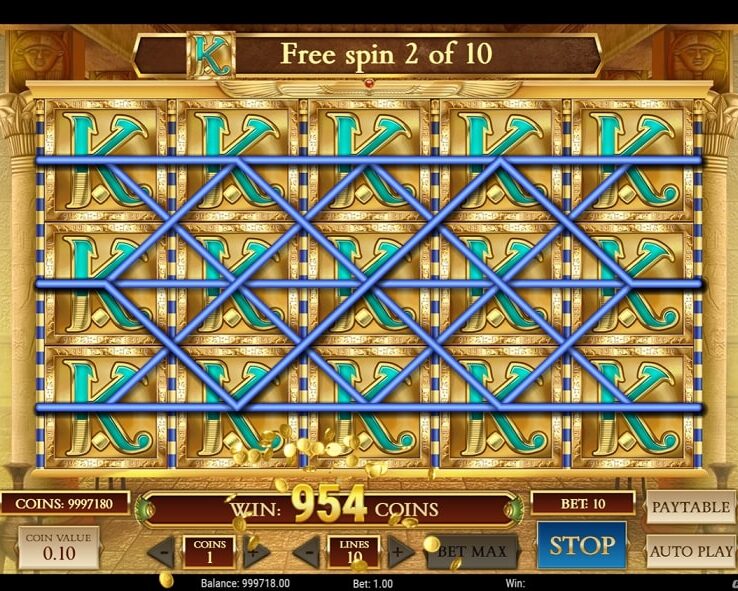 K
Free spin 2 of 10
K K K K K
K K K K K
K K K K K
COINS: 9997180
WIN: 954 COINS
BET: 10
PAYTABLE
COIN VALUE
0.10
COINS
1
LINES
10
BET MAX
STOP
AUTO PLAY
Balance: 999718.00
Bet: 1.00
Win: